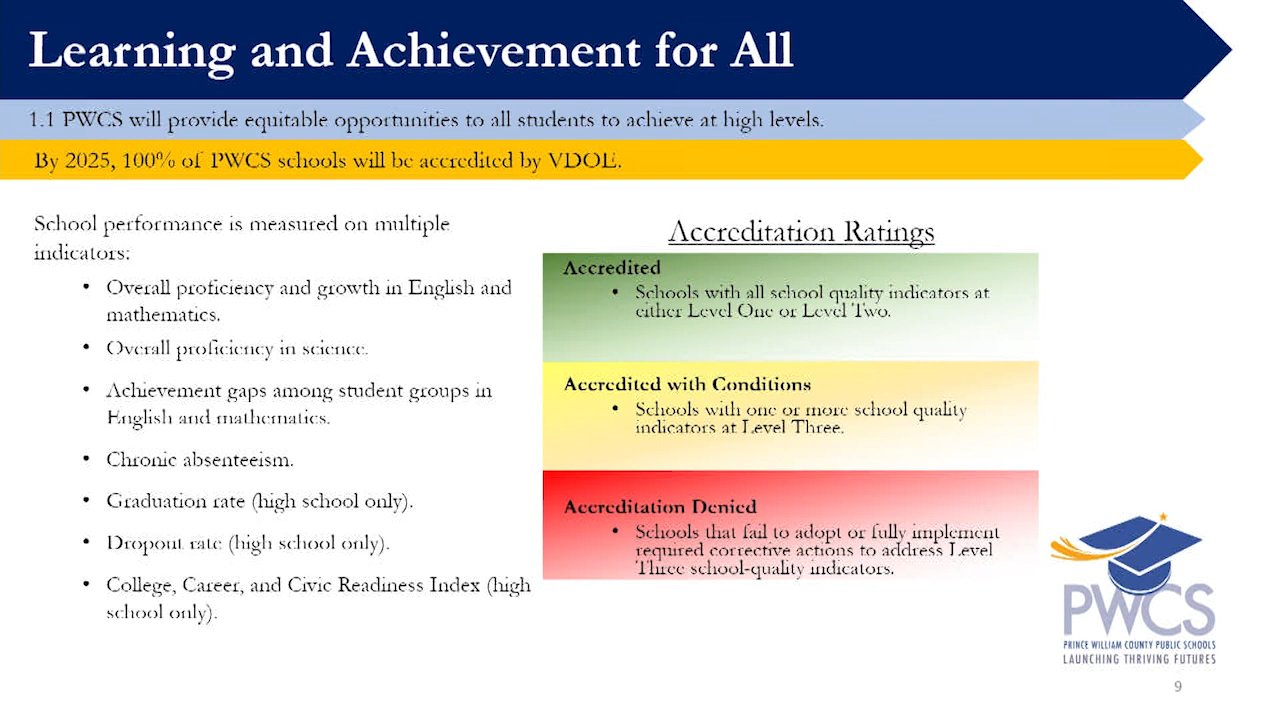 Learning and Achievement for All
1.1 PWCS will provide equitable opportunities to all students to achieve at high levels.
By 2025, 100% of PWCS schools will be accredited by VDOE.
School performance is measured on multiple
indicators:
• Overall proficiency and growth in English and
mathematics.
• Overall proficiency in science.
• Achievement gaps among student groups in
English and mathematics.
• Chronic absenteeism.
• Graduation rate (high school only).
• Dropout rate (high school only).
• College, Career, and Civic Readiness Index (high
school only).
Accreditation Ratings
Accredited
• Schools with all school quality indicators at
either Level One or Level Two.
Accredited with Conditions
• Schools with one or more school quality
indicators at Level Three.
Accreditation Denied
• Schools that fail to adopt or fully implement
required corrective actions to address Level
Three school-quality indicators.
PWCS
PRINCE WILLIAM COUNTY PUBLIC SCHOOLS
LAUNCHING THRIVING FUTURES
9